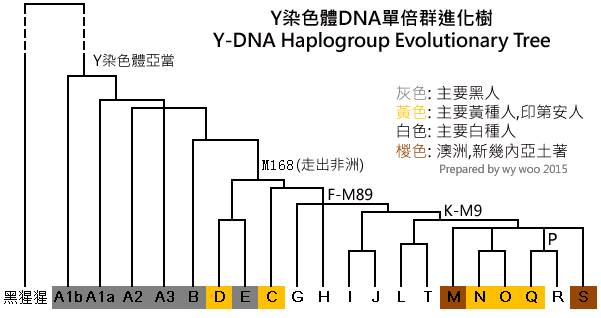 Y染色體DNA單倍群進化樹
Y-DNA Haplogroup Evolutionary Tree
Y染色體亞當
灰色: 主要黑人
黃色: 主要黃種人,印第安人
白色: 主要白種人
椶色: 澳洲,新幾內亞土著
Prepared by wy woo 2015
M168(走出非洲)
F-M89
K-M9
P
黑猩猩 A1b A1a A2 A3 B D E C G H I J L T M N O Q R S